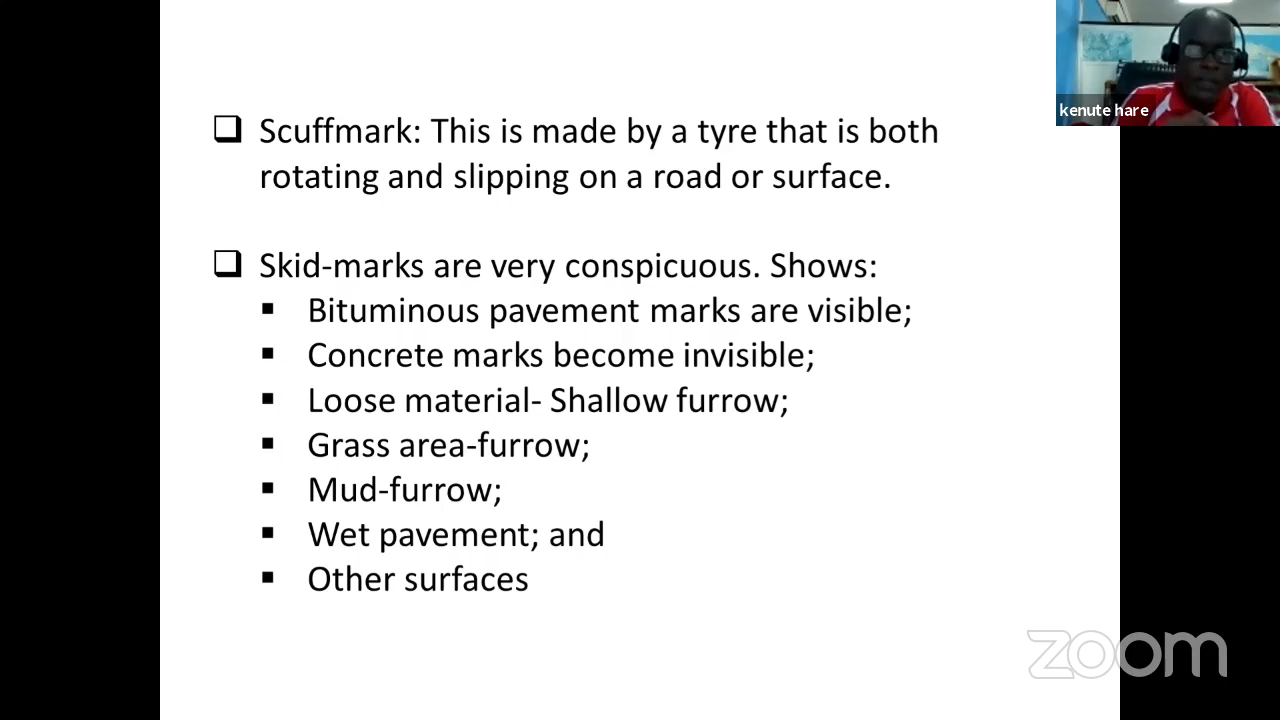 kenute hare
Scuffmark: This is made by a tyre that is both
rotating and slipping on a road or surface.
Skid-marks are very conspicuous. Shows:
Bituminous pavement marks are visible;
Concrete marks become invisible;
Loose material- Shallow furrow;
Grass area-furrow;
Mud-furrow;
Wet pavement; and
Other surfaces
zoom